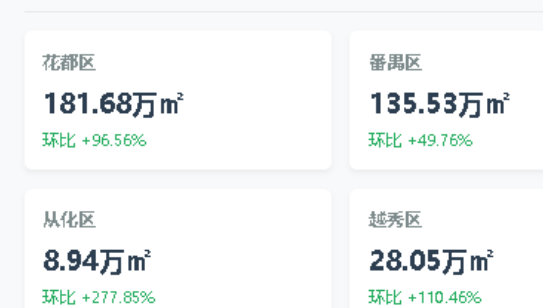 花都区
181.68万㎡
环比 +96.56%
番禺区
135.53万㎡
环比 +49.76%
从化区
8.94万㎡
环比 +277.85%
越秀区
28.05万㎡
环比 +110.46%